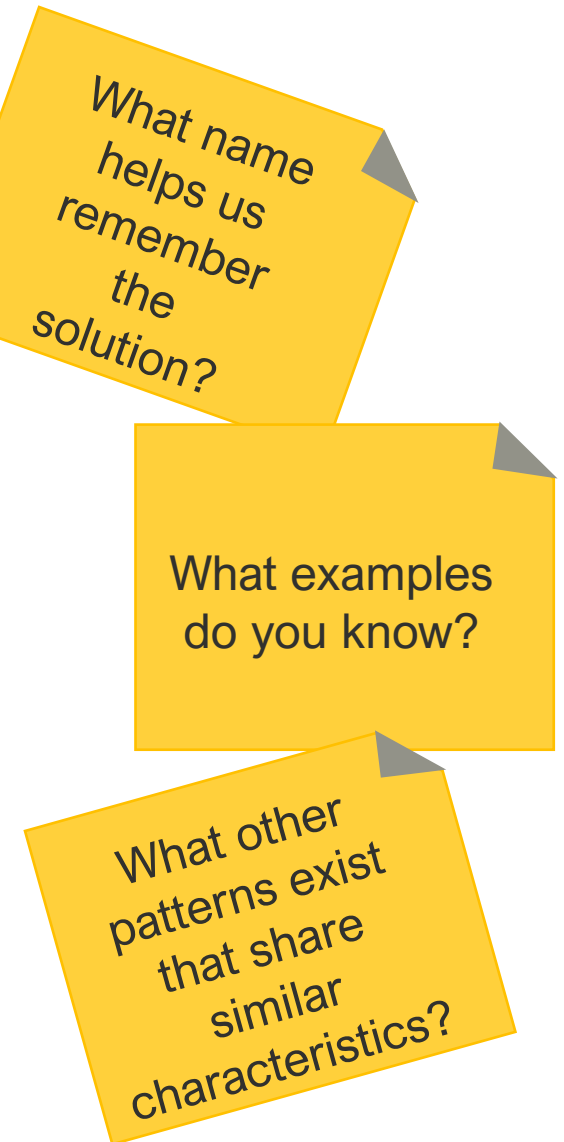 What name
helps us
remember
the
solution?
What examples
do you know?
What other
patterns exist
that share
similar
characteristics?